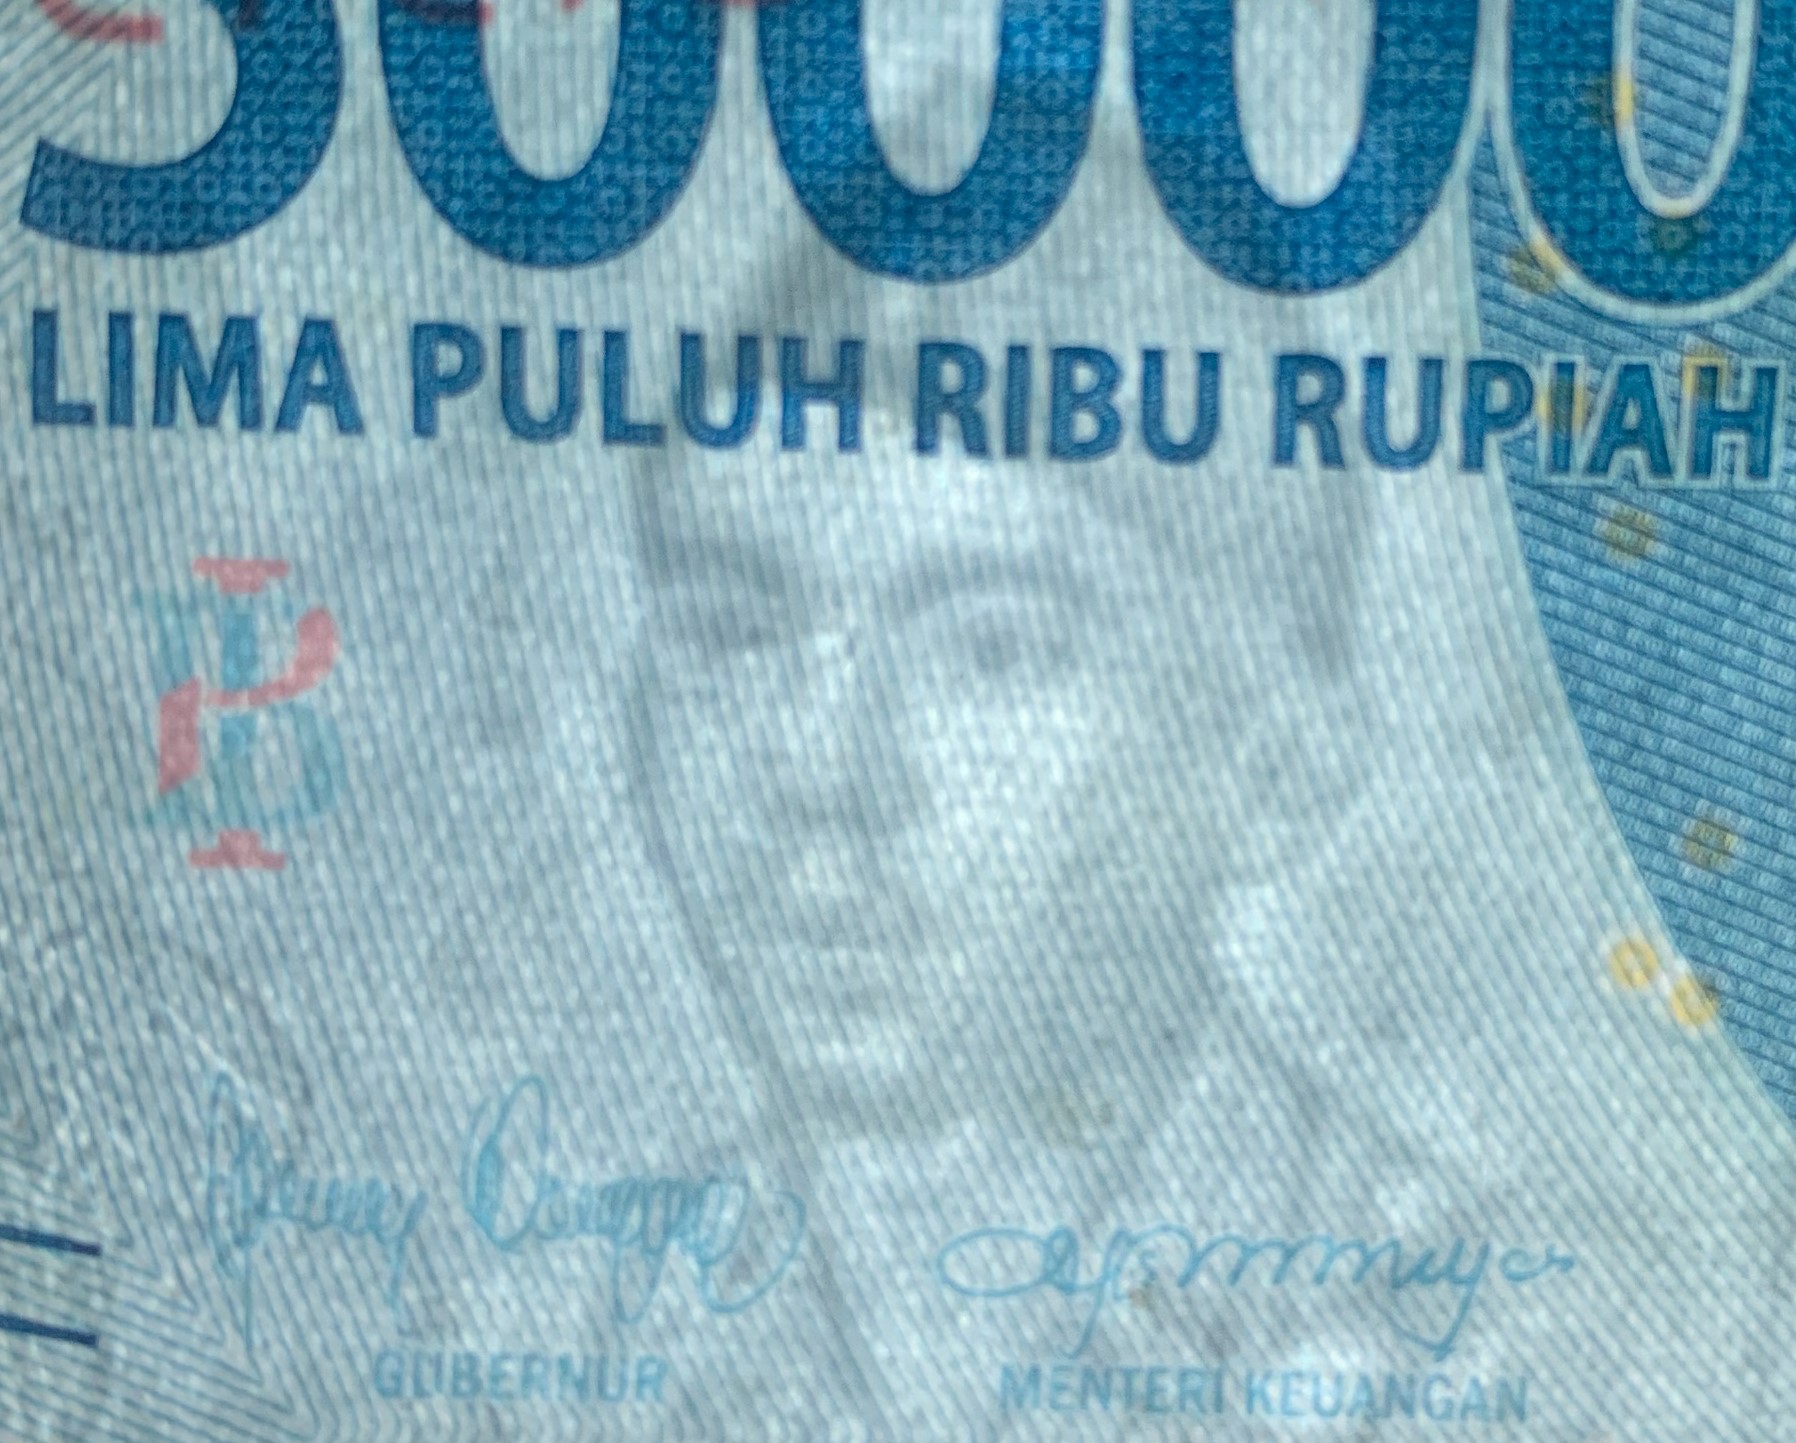 50000
LIMA PULUH RIBU RUPIAH
GUBERNUR
MENTERI KEUANGAN